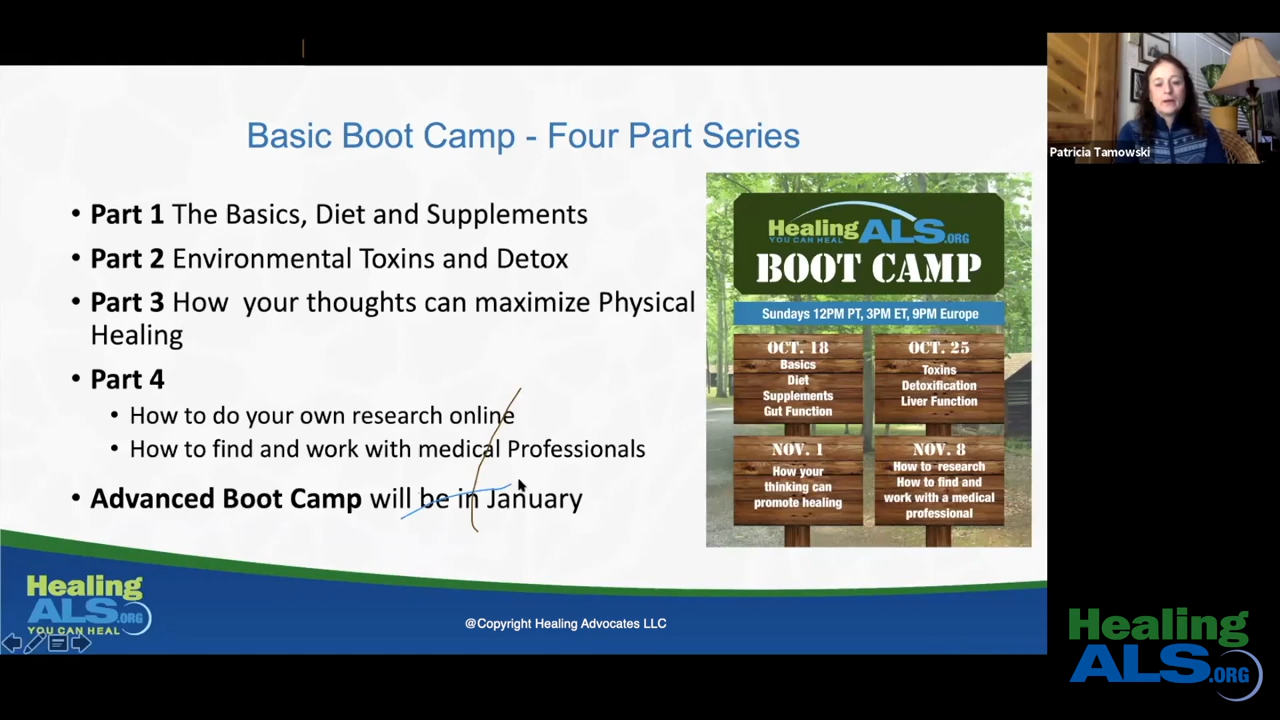 Basic Boot Camp - Four Part Series
• Part 1 The Basics, Diet and Supplements
• Part 2 Environmental Toxins and Detox
• Part 3 How  your thoughts can maximize Physical
Healing
• Part 4
• How to do your own research online
• How to find and work with medical Professionals
• Advanced Boot Camp will be in January
Healing
YOU CAN HEAL
ALS.ORG
BOOT CAMP
Sundays 12PM PT, 3PM ET, 9PM Europe
OCT. 18
Basics
Diet
Supplements
Gut Function
OCT. 25
Toxins
Detoxification
Liver Function
NOV. 1
How your
thinking can
promote healing
NOV. 8
How to research
How to find and
work with a medical
professional
Healing
ALS.ORG
YOU CAN HEAL
@Copyright Healing Advocates LLC
Patricia Tamowski
Healing
ALS.ORG